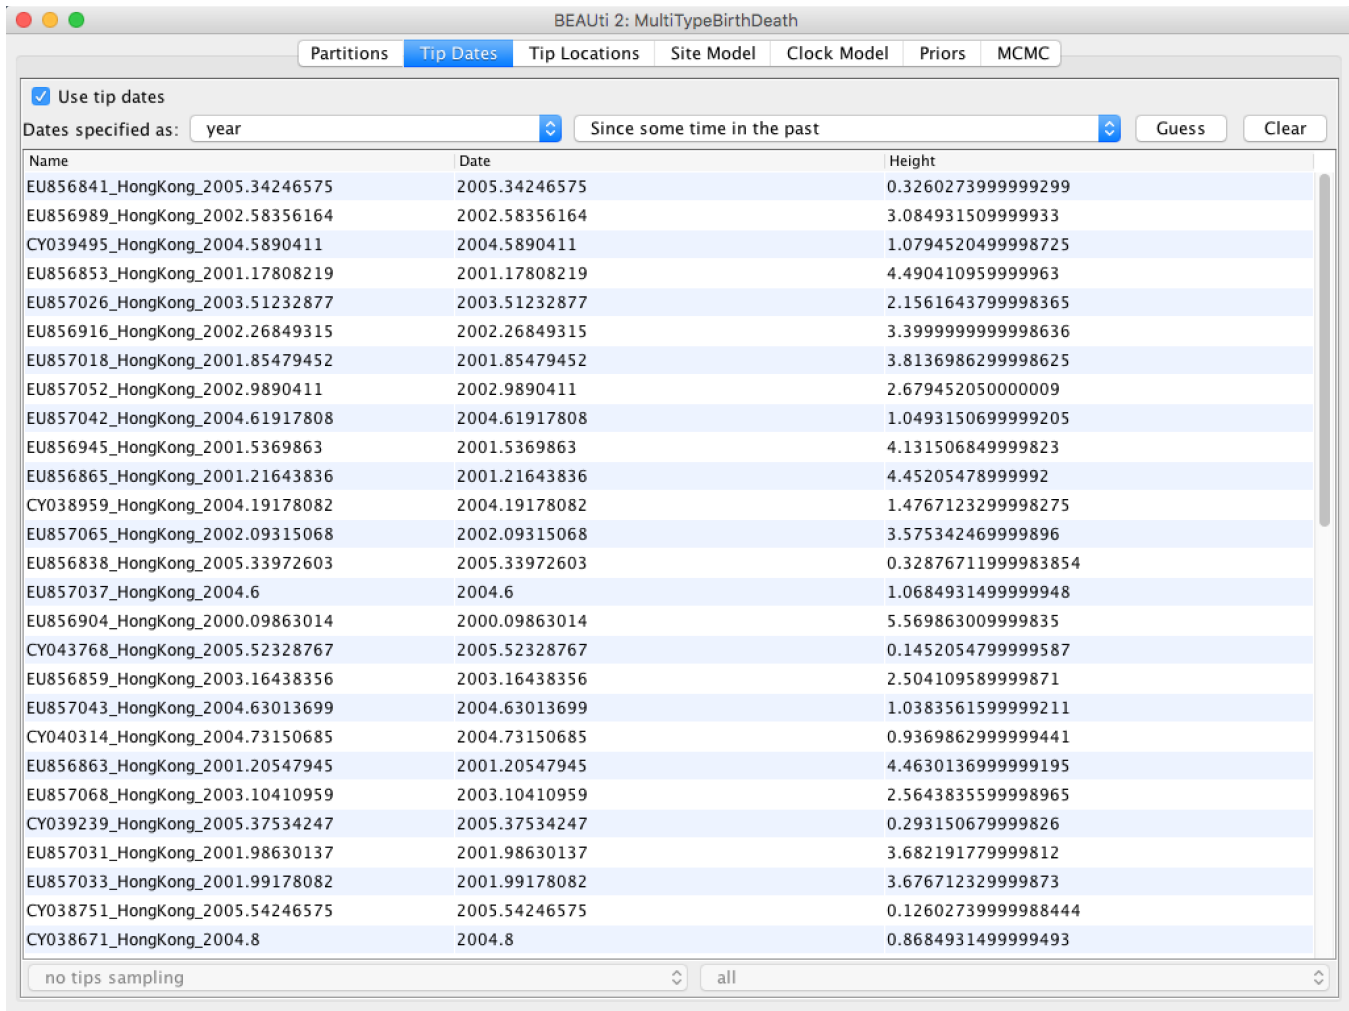 BEAUti 2: MultiTypeBirthDeath
Partitions Tip Dates Tip Locations Site Model Clock Model Priors MCMC
Use tip dates
Dates specified as: year Since some time in the past Guess Clear
Name Date Height
EU856841_HongKong_2005.34246575 2005.34246575 0.3260273999999299
EU856989_HongKong_2002.58356164 2002.58356164 3.084931509999933
CY039495_HongKong_2004.5890411 2004.5890411 1.0794520499998725
EU856853_HongKong_2001.17808219 2001.17808219 4.490410959999963
EU857026_HongKong_2003.51232877 2003.51232877 2.1561643799998365
EU856916_HongKong_2002.26849315 2002.26849315 3.3999999999998636
EU857018_HongKong_2001.85479452 2001.85479452 3.8136986299998625
EU857052_HongKong_2002.9890411 2002.9890411 2.679452050000009
EU857042_HongKong_2004.61917808 2004.61917808 1.0493150699999205
EU856945_HongKong_2001.5369863 2001.5369863 4.131506849999823
EU856865_HongKong_2001.21643836 2001.21643836 4.45205478999992
CY038959_HongKong_2004.19178082 2004.19178082 1.4767123299998275
EU857065_HongKong_2002.09315068 2002.09315068 3.575342469999896
EU856838_HongKong_2005.33972603 2005.33972603 0.32876711999983854
EU857037_HongKong_2004.6 2004.6 1.0684931499999948
EU856904_HongKong_2000.09863014 2000.09863014 5.569863009999835
CY043768_HongKong_2005.52328767 2005.52328767 0.1452054799999587
EU856859_HongKong_2003.16438356 2003.16438356 2.504109589999871
EU857043_HongKong_2004.63013699 2004.63013699 1.0383561599999211
CY040314_HongKong_2004.73150685 2004.73150685 0.9369862999999441
EU856863_HongKong_2001.20547945 2001.20547945 4.4630136999999195
EU857068_HongKong_2003.10410959 2003.10410959 2.5643835599998965
CY039239_HongKong_2005.37534247 2005.37534247 0.293150679999826
EU857031_HongKong_2001.98630137 2001.98630137 3.682191779999812
EU857033_HongKong_2001.99178082 2001.99178082 3.676712329999873
CY038751_HongKong_2005.54246575 2005.54246575 0.12602739999988444
CY038671_HongKong_2004.8 2004.8 0.8684931499999493
no tips sampling all